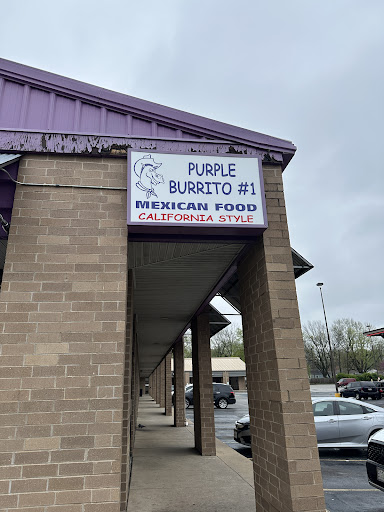 PURPLE
BURRITO #1
MEXICAN FOOD
CALIFORNIA STYLE